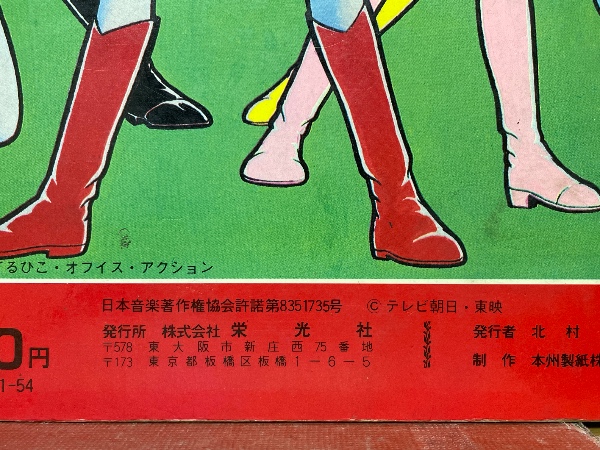 てるひこ・オフイス・アクション
日本音楽著作権協会許諾第8351735号 Ⓒテレビ朝日・東映
0円
発行所 株式会社 栄光社
発行者 北村
〒578 東大阪市新庄西75番地
〒173 東京都板橋区板橋1-6-5
制作 本州製紙株
1-54